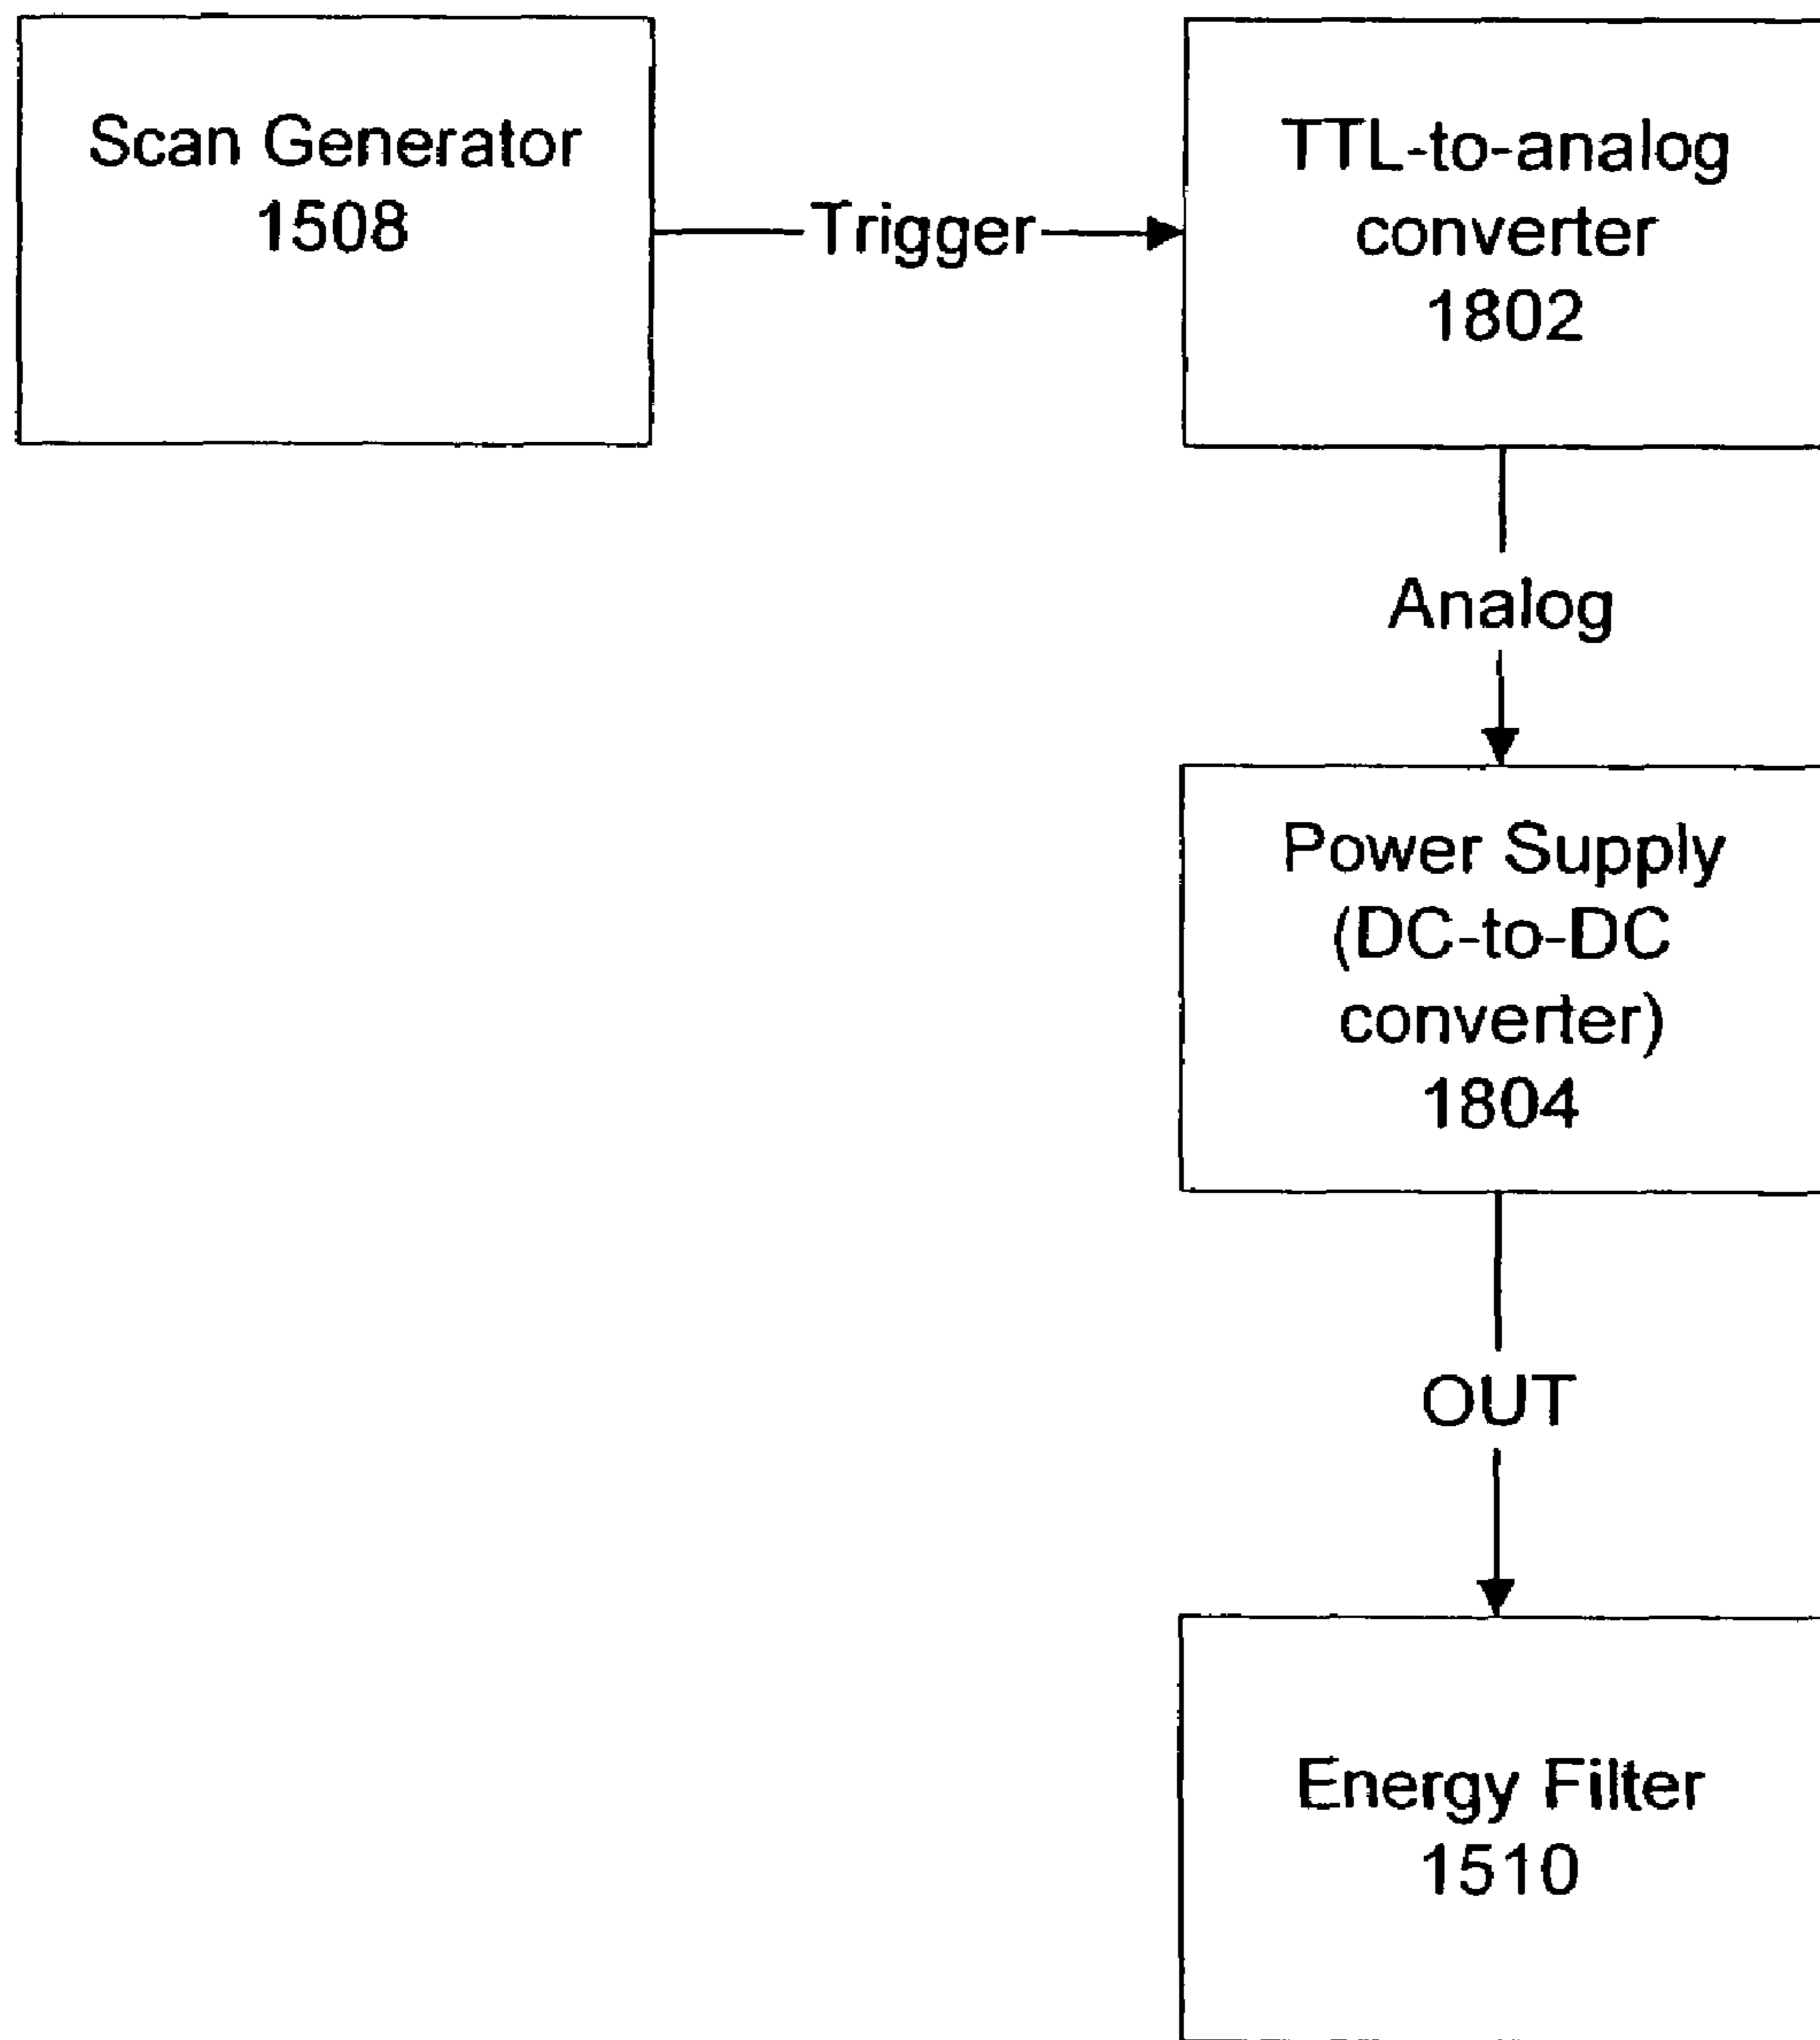 Scan Generator
1508
Trigger
TTL-to-analog
converter
1802
Analog
Power Supply
(DC-to-DC
converter)
1804
OUT
Energy Filter
1510